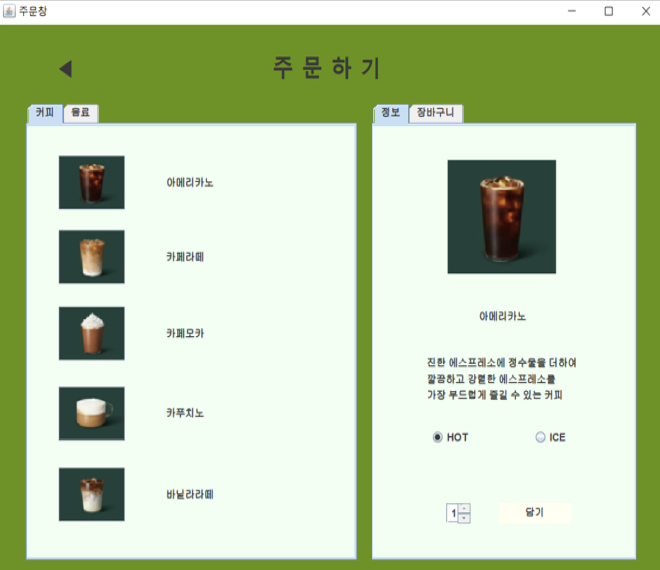 주문창
주 문 하 기
커피 음료
아메리카노
카페라떼
카페모카
카푸치노
바닐라라떼
정보 장바구니
아메리카노
진한 에스프레소에 정수물을 더하여
깔끔하고 강렬한 에스프레소를
가장 부드럽게 즐길 수 있는 커피
HOT ICE
1 담기